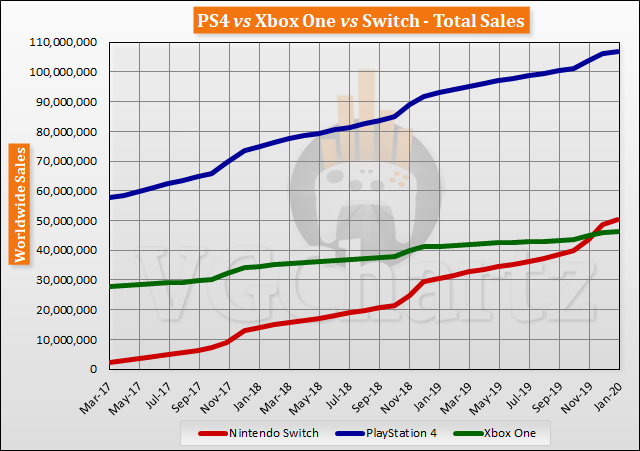 PS4 vs Xbox One vs Switch - Total Sales
110,000,000
100,000,000
90,000,000
80,000,000
70,000,000
60,000,000
50,000,000
40,000,000
30,000,000
20,000,000
10,000,000
0
Worldwide Sales
VGChartz
Mar-17
May-17
Jul-17
Sep-17
Nov-17
Jan-18
Mar-18
May-18
Jul-18
Sep-18
Nov-18
Jan-19
Mar-19
May-19
Jul-19
Sep-19
Nov-19
Jan-20
Nintendo Switch PlayStation 4 Xbox One